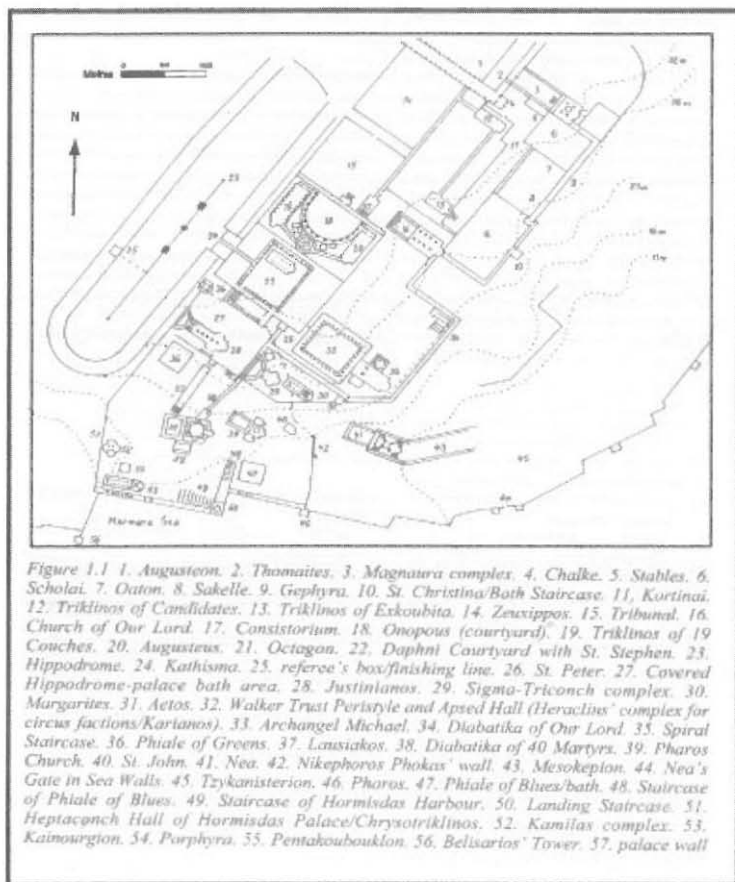 Metres 0 50 100
N
Marmara Sea
Figure 1.1 1. Augusteon. 2. Thomaites. 3. Magnaura complex. 4. Chalke. 5. Stables. 6.
Scholai. 7. Oaton. 8. Sakelle. 9. Gephyra. 10. St. Christina/Bath Staircase. 11, Kortinai.
12. Triklinos of Candidates. 13. Triklinos of Exkoubita. 14. Zeuxippos. 15. Tribunal. 16.
Church of Our Lord. 17. Consistorium. 18. Onopous (courtyard). 19. Triklinos of 19
Couches. 20. Augusteus. 21. Octagon. 22. Daphni Courtyard with St. Stephen. 23.
Hippodrome. 24. Kathisma. 25. referee's box/finishing line. 26. St. Peter. 27. Covered
Hippodrome-palace bath area. 28. Justinianos. 29. Sigma-Triconch complex. 30.
Margarites. 31. Aetos. 32. Walker Trust Peristyle and Apsed Hall (Heraclius' complex for
circus factions/Karianos). 33. Archangel Michael. 34. Diabatika of Our Lord. 35. Spiral
Staircase. 36. Phiale of Greens. 37. Lausiakos. 38. Diabatika of 40 Martyrs. 39. Pharos
Church. 40. St. John. 41. Nea. 42. Nikephoros Phokas' wall. 43. Mesokepion. 44. Nea's
Gate in Sea Walls. 45. Tzykanisterion. 46. Pharos. 47. Phiale of Blues/bath. 48. Staircase
of Phiale of Blues. 49. Staircase of Hormisdas Harbour. 50. Landing Staircase. 51.
Heptaconch Hall of Hormisdas Palace/Chrysotriklinos. 52. Kamilas complex. 53.
Kainourgion. 54. Porphyra. 55. Pentakoubouklon. 56. Belisarios' Tower. 57. palace wall